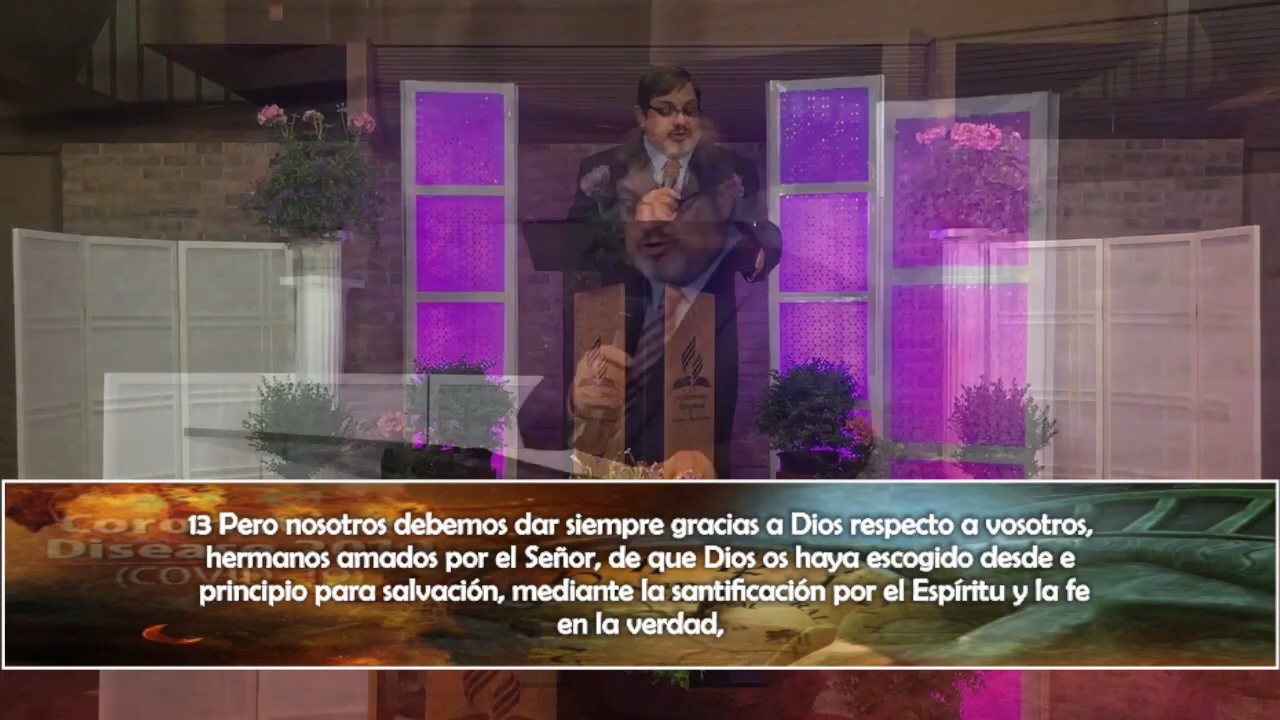 13 Pero nosotros debemos dar siempre gracias a Dios respecto a vosotros,
hermanos amados por el Señor, de que Dios os haya escogido desde e
principio para salvación, mediante la santificación por el Espíritu y la fe
en la verdad,